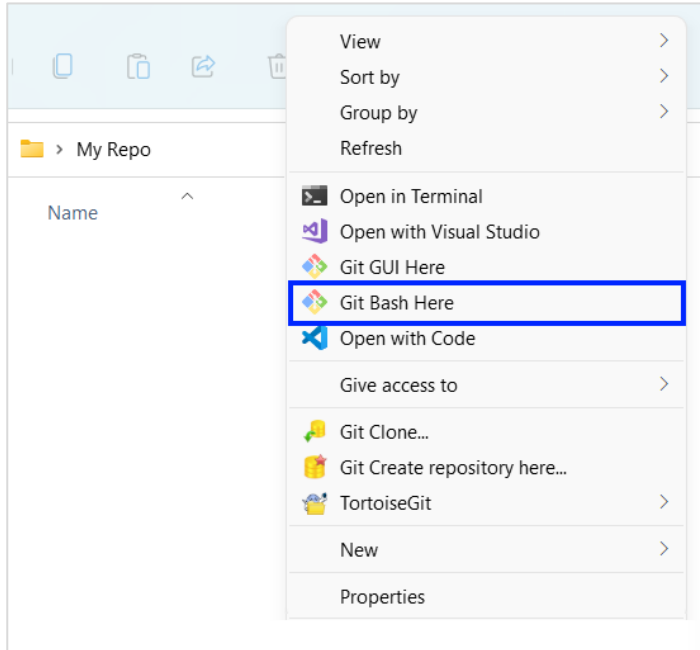 My Repo
Name
View
Sort by
Group by
Refresh
Open in Terminal
Open with Visual Studio
Git GUI Here
Git Bash Here
Open with Code
Give access to
Git Clone...
Git Create repository here...
TortoiseGit
New
Properties